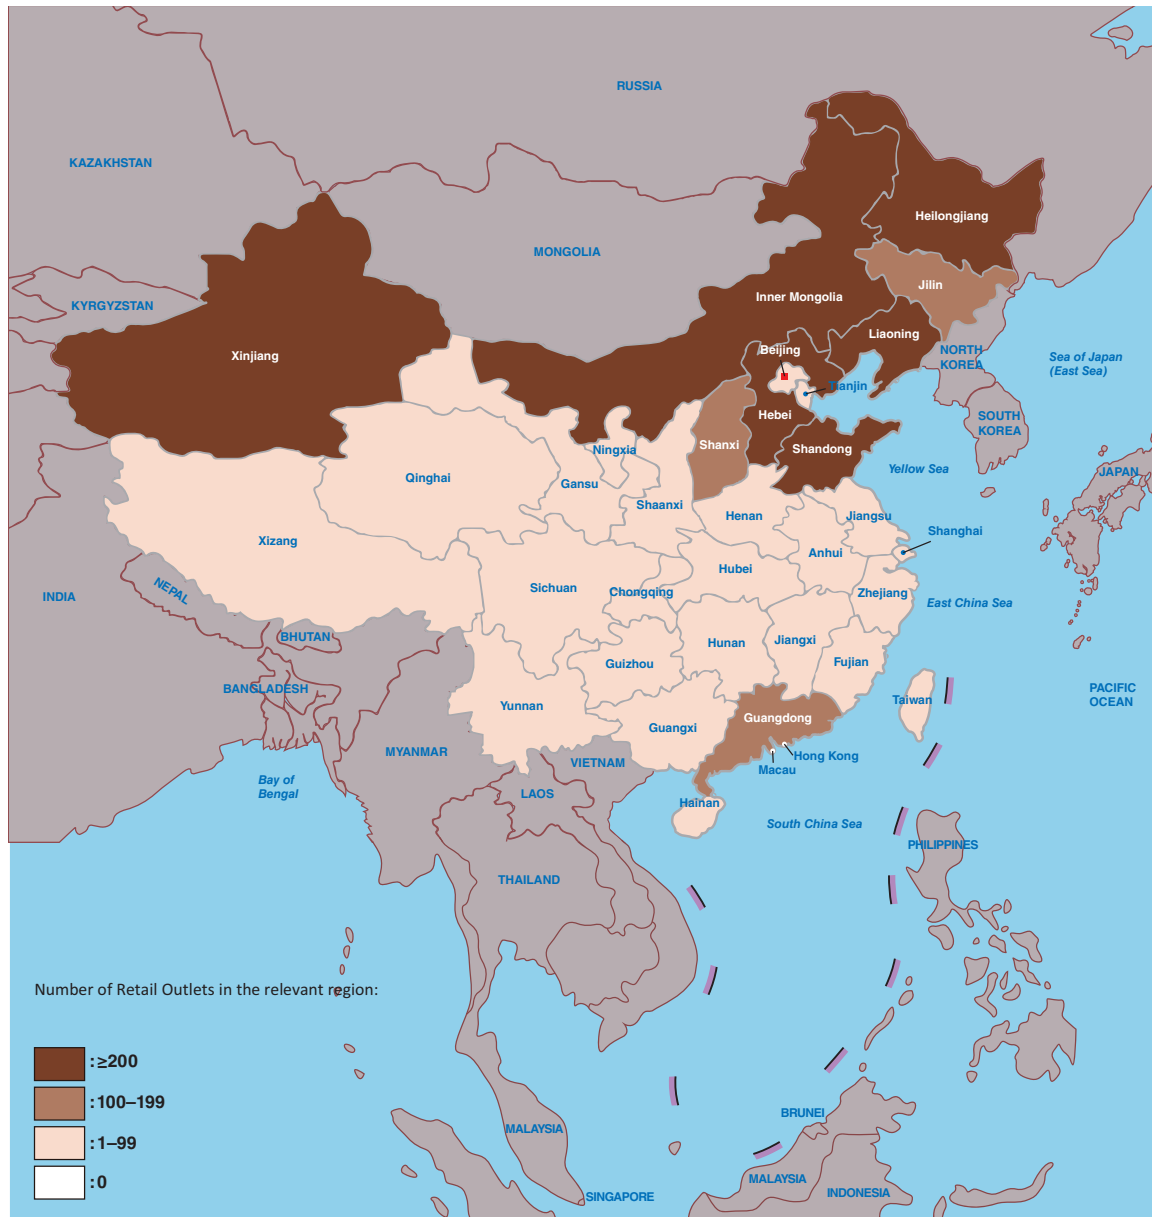 RUSSIA
KAZAKHSTAN
Heilongjiang
MONGOLIA
Jilin
KYRGYZSTAN
Inner Mongolia
Liaoning
Xinjiang
Beijing
NORTH
KOREA
Sea of Japan
(East Sea)
Tianjin
Hebei
SOUTH
KOREA
Shanxi
Ningxia
Shandong
Yellow Sea
JAPAN
Qinghai
Gansu
Shaanxi
Henan
Jiangsu
Shanghai
Xizang
Anhui
Hubei
Sichuan
Chongqing
Zhejiang
East China Sea
INDIA
NEPAL
BHUTAN
Hunan
Jiangxi
Guizhou
Fujian
BANGLADESH
PACIFIC
OCEAN
Yunnan
Taiwan
Guangdong
Guangxi
MYANMAR
Hong Kong
VIETNAM
Macau
Bay of
Bengal
LAOS
Hainan
South China Sea
PHILIPPINES
THAILAND
Number of Retail Outlets in the relevant region:
:≥200
:100–199
:1–99
:0
BRUNEI
MALAYSIA
MALAYSIA
SINGAPORE
INDONESIA